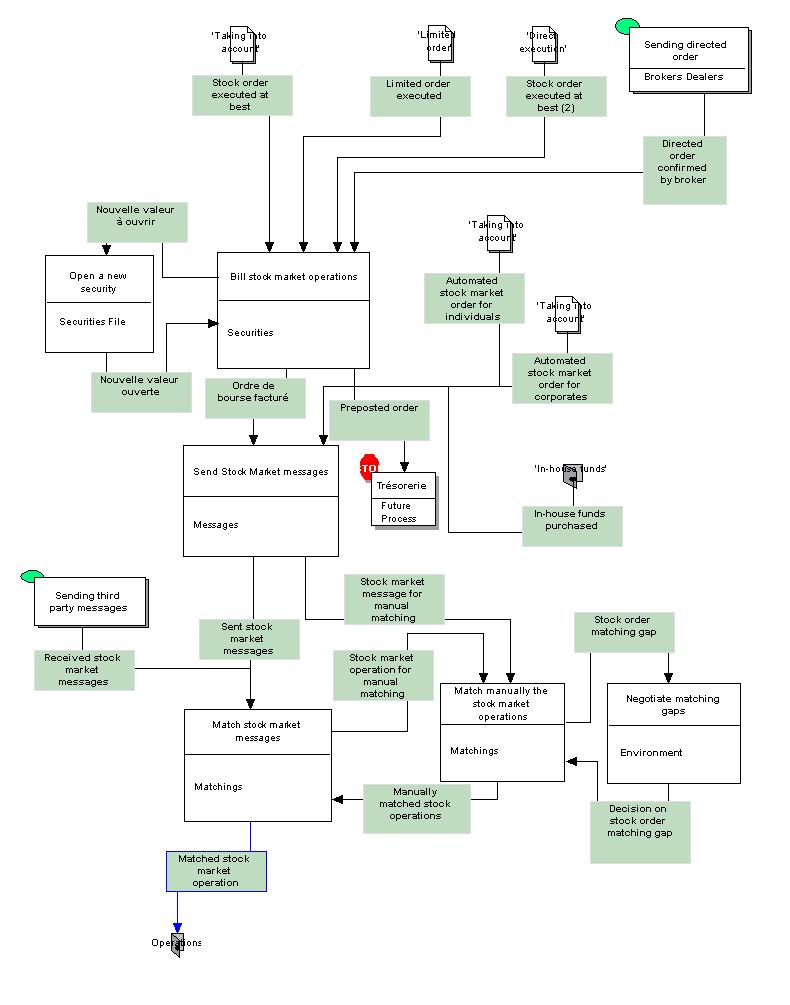 'Taking into
account'
'Limited
order'
'Direct
execution'
Sending directed
order
Brokers Dealers
Stock order
executed at
best
Limited order
executed
Stock order
executed at
best (2)
Directed
order
confirmed
by broker
Nouvelle valeur
à ouvrir
'Taking into
account'
Open a new
security
Securities File
Bill stock market operations
Securities
Automated
stock market
order for
individuals
'Taking into
account'
Nouvelle valeur
ouverte
Ordre de
bourse facturé
Preposted order
Automated
stock market
order for
corporates
Send Stock Market messages
Messages
STOP
Trésorerie
Future
Process
'In-house funds'
In-house funds
purchased
Sending third
party messages
Stock market
message for
manual
matching
Sent stock
market
messages
Stock order
matching gap
Received stock
market
messages
Stock market
operation for
manual
matching
Match stock market
messages
Matchings
Match manually the
stock market
operations
Matchings
Negotiate matching
gaps
Environment
Manually
matched stock
operations
Decision on
stock order
matching gap
Matched stock
market
operation
Operations